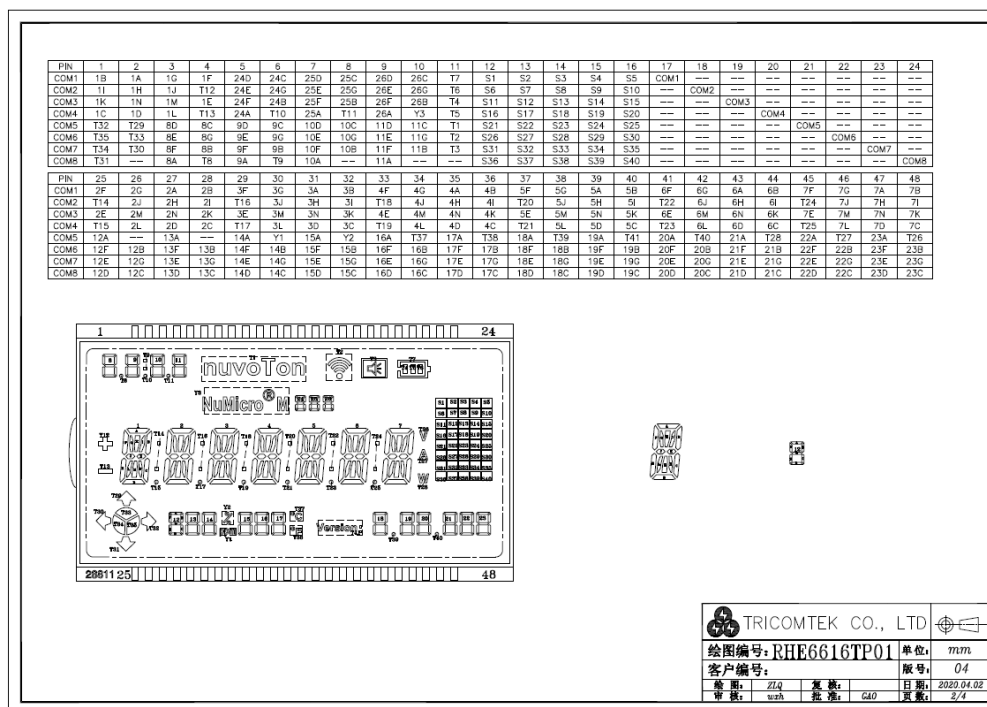 PIN 1 2 3 4 5 6 7 8 9 10 11 12 13 14 15 16 17 18 19 20 21 22 23 24
COM1 1B 1A 1G 1F 24D 24C 25D 25C 26D 26C T7 S1 S2 S3 S4 S5 COM1 -- -- -- -- -- -- --
COM2 1I 1H 1J T12 24E 24G 25E 25G 26E 26G T6 S6 S7 S8 S9 S10 -- COM2 -- -- -- -- -- --
COM3 1K 1N 1M 1E 24F 24B 25F 25B 26F 26B T4 S11 S12 S13 S14 S15 -- -- COM3 -- -- -- -- --
COM4 1C 1D 1L T13 24A T10 25A T11 26A Y3 T5 S16 S17 S18 S19 S20 -- -- -- COM4 -- -- -- --
COM5 T32 T29 8D 8C 9D 9C 10D 10C 11D 11C T1 S21 S22 S23 S24 S25 -- -- -- -- COM5 -- -- --
COM6 T35 T33 8E 8G 9E 9G 10E 10G 11E 11G T2 S26 S27 S28 S29 S30 -- -- -- -- -- COM6 -- --
COM7 T34 T30 8F 8B 9F 9B 10F 10B 11F 11B T3 S31 S32 S33 S34 S35 -- -- -- -- -- -- COM7 --
COM8 T31 -- 8A T8 9A T9 10A -- 11A -- -- S36 S37 S38 S39 S40 -- -- -- -- -- -- -- COM8
PIN 25 26 27 28 29 30 31 32 33 34 35 36 37 38 39 40 41 42 43 44 45 46 47 48
COM1 2F 2G 2A 2B 3F 3G 3A 3B 4F 4G 4A 4B 5F 5G 5A 5B 6F 6G 6A 6B 7F 7G 7A 7B
COM2 T14 2J 2H 2I T16 3J 3H 3I T18 4J 4H 4I T20 5J 5H 5I T22 6J 6H 6I T24 7J 7H 7I
COM3 2E 2M 2N 2K 3E 3M 3N 3K 4E 4M 4N 4K 5E 5M 5N 5K 6E 6M 6N 6K 7E 7M 7N 7K
COM4 T15 2L 2D 2C T17 3L 3D 3C T19 4L 4D 4C T21 5L 5D 5C T23 6L 6D 6C T25 7L 7D 7C
COM5 12A -- 13A -- 14A Y1 15A Y2 16A T37 17A T38 18A T39 19A T41 20A T40 21A T28 22A T27 23A T26
COM6 12F 12B 13F 13B 14F 14B 15F 15B 16F 16B 17F 17B 18F 18B 19F 19B 20F 20B 21F 21B 22F 22B 23F 23B
COM7 12E 12G 13E 13G 14E 14G 15E 15G 16E 16G 17E 17G 18E 18G 19E 19G 20E 20G 21E 21G 22E 22G 23E 23G
COM8 12D 12C 13D 13C 14D 14C 15D 15C 16D 16C 17D 17C 18D 18C 19D 19C 20D 20C 21D 21C 22D 22C 23D 23C
1 24
nuvoTon
NuMicro® M
1 2 3 4 5 6 7
V
A
W
Version
28611 25 48
TRICOMTEK CO., LTD
绘图编号: RHE6616TP01 单位: mm
客户编号: 版号: 04
绘 图: ZLQ 复 核: 日 期: 2020.04.02
审 核: wzh 批 准: GAO 页 数: 2/4